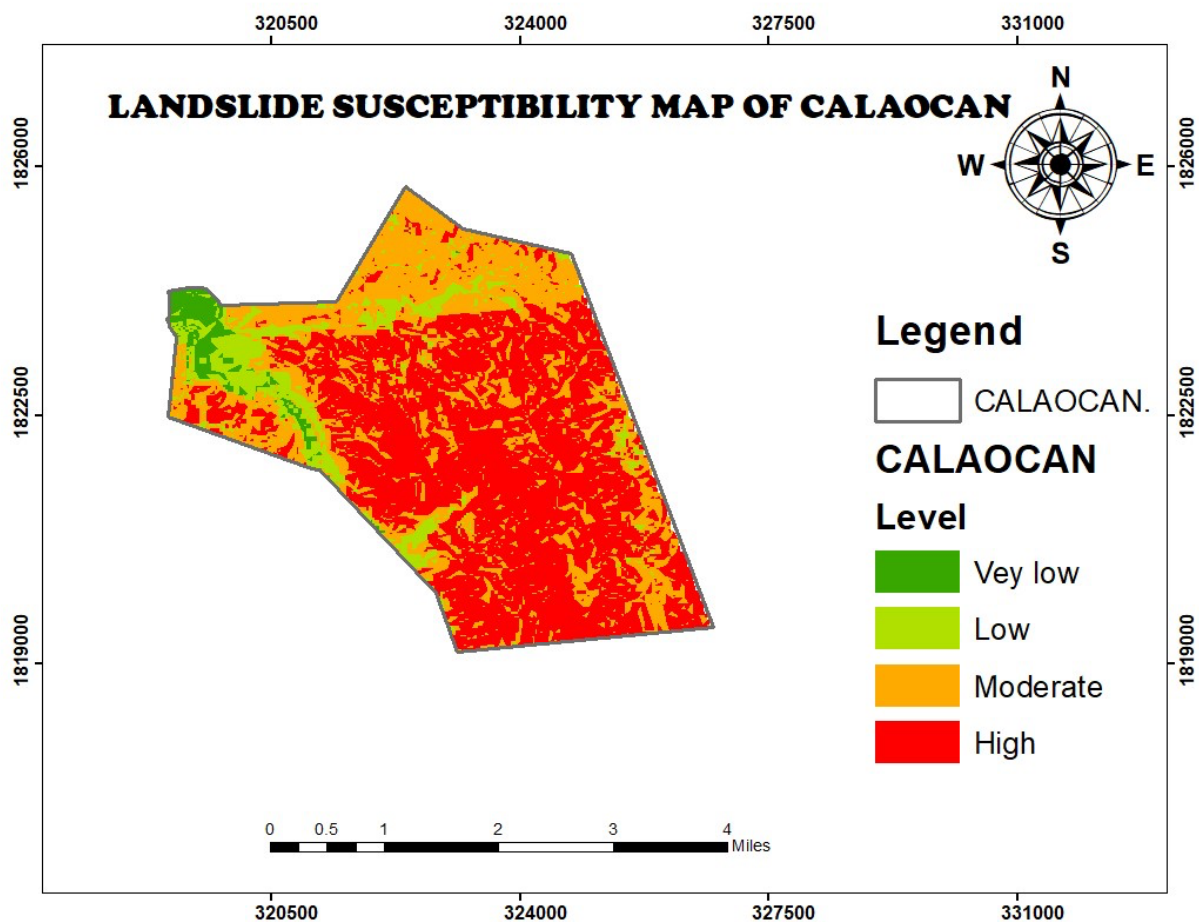 320500 324000 327500 331000
LANDSLIDE SUSCEPTIBILITY MAP OF CALAOCAN
N
W E
S
1826000 1826000
Legend
CALAOCAN.
1822500 1822500
CALAOCAN
Level
Vey low
Low
1819000 1819000
Moderate
High
0 0.5 1 2 3 4
Miles
320500 324000 327500 331000